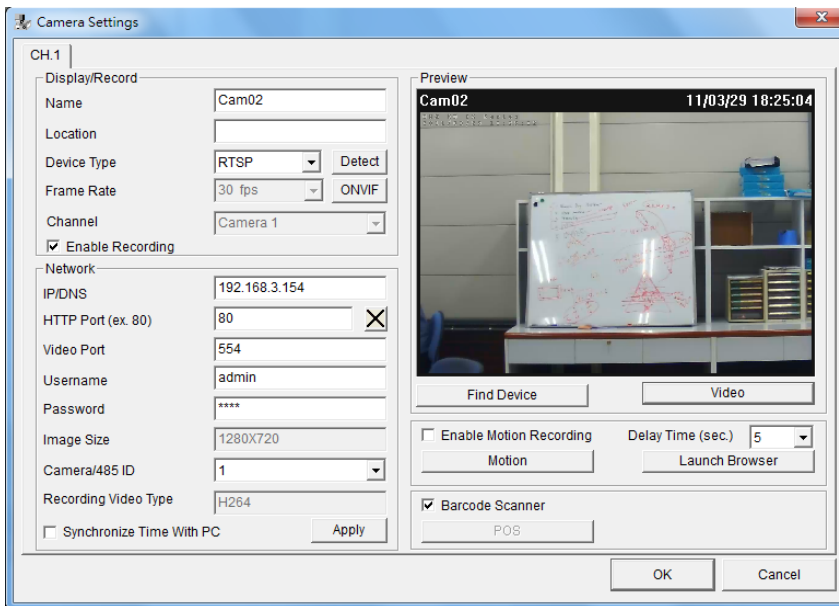 Camera Settings
CH.1
Display/Record
Name Cam02
Location
Device Type RTSP Detect
Frame Rate 30 fps ONVIF
Channel Camera 1
Enable Recording
Network
IP/DNS 192.168.3.154
HTTP Port (ex. 80) 80
Video Port 554
Username admin
Password ****
Image Size 1280X720
Camera/485 ID 1
Recording Video Type H264
Synchronize Time With PC Apply
Preview
Cam02 11/03/29 18:25:04
Find Device Video
Enable Motion Recording Delay Time (sec.) 5
Motion Launch Browser
Barcode Scanner
POS
OK Cancel